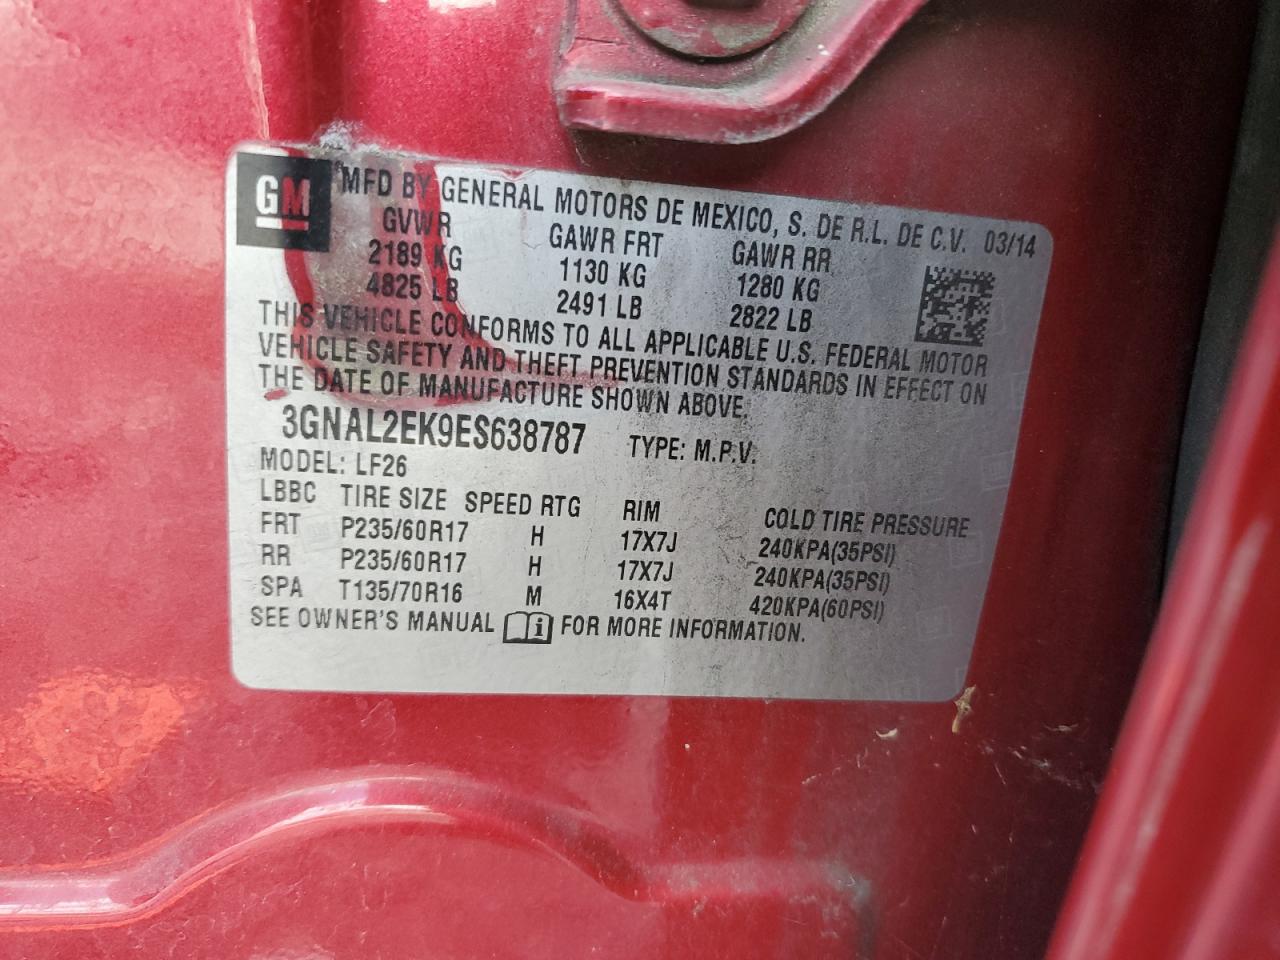 GM
MFD BY GENERAL MOTORS DE MEXICO, S. DE R.L. DE C.V. 03/14
GVWR GAWR FRT GAWR RR
2189 KG 1130 KG 1280 KG
4825 LB 2491 LB 2822 LB
THIS VEHICLE CONFORMS TO ALL APPLICABLE U.S. FEDERAL MOTOR
VEHICLE SAFETY AND THEFT PREVENTION STANDARDS IN EFFECT ON
THE DATE OF MANUFACTURE SHOWN ABOVE.
3GNAL2EK9ES638787 TYPE: M.P.V.
MODEL: LF26
LBBC TIRE SIZE SPEED RTG RIM COLD TIRE PRESSURE
FRT P235/60R17 H 17X7J 240KPA(35PSI)
RR P235/60R17 H 17X7J 240KPA(35PSI)
SPA T135/70R16 M 16X4T 420KPA(60PSI)
SEE OWNER'S MANUAL i FOR MORE INFORMATION.